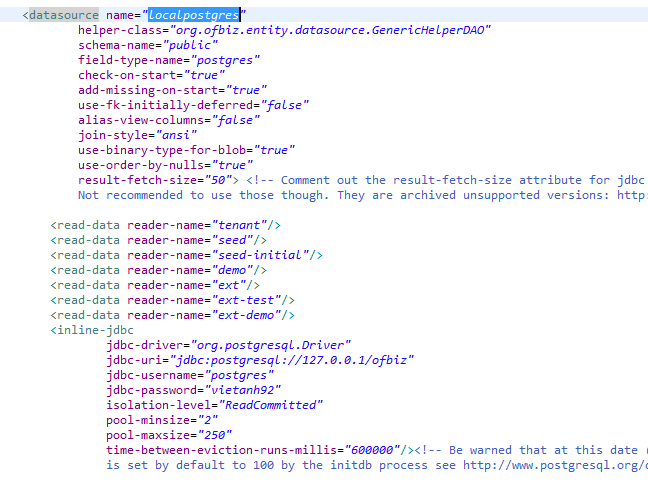 <datasource name="localpostgres"
helper-class="org.ofbiz.entity.datasource.GenericHelperDAO"
schema-name="public"
field-type-name="postgres"
check-on-start="true"
add-missing-on-start="true"
use-fk-initially-deferred="false"
alias-view-columns="false"
join-style="ansi"
use-binary-type-for-blob="true"
use-order-by-nulls="true"
result-fetch-size="50"> <!-- Comment out the result-fetch-size attribute for jdbc
Not recommended to use those though. They are archived unsupported versions: http:
<read-data reader-name="tenant"/>
<read-data reader-name="seed"/>
<read-data reader-name="seed-initial"/>
<read-data reader-name="demo"/>
<read-data reader-name="ext"/>
<read-data reader-name="ext-test"/>
<read-data reader-name="ext-demo"/>
<inline-jdbc
jdbc-driver="org.postgresql.Driver"
jdbc-uri="jdbc:postgresql://127.0.0.1/ofbiz"
jdbc-username="postgres"
jdbc-password="vietanh92"
isolation-level="ReadCommitted"
pool-minsize="2"
pool-maxsize="250"
time-between-eviction-runs-millis="600000"/><!-- Be warned that at this date (
is set by default to 100 by the initdb process see http://www.postgresql.org/d